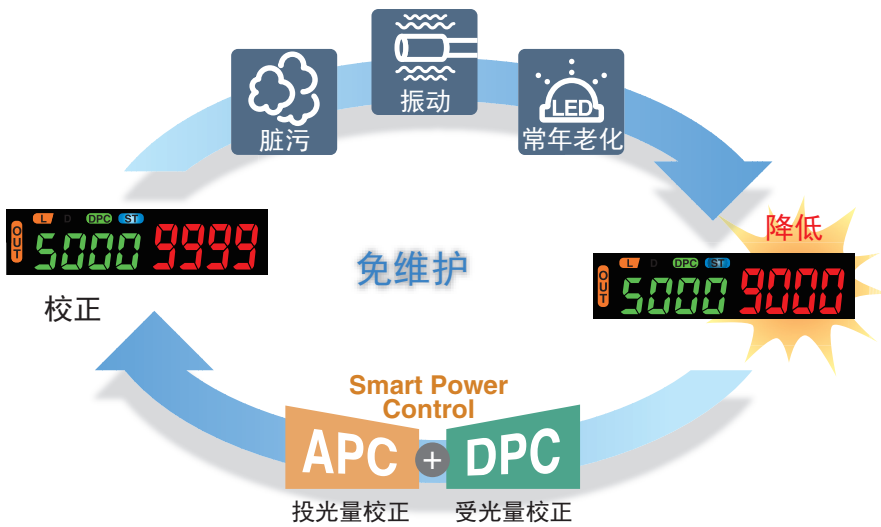 脏污
振动
LED
常年老化
OUT
L D DPC ST
5000 9999
校正
免维护
降低
OUT
L D DPC ST
5000 9000
Smart Power
Control
APC + DPC
投光量校正 受光量校正